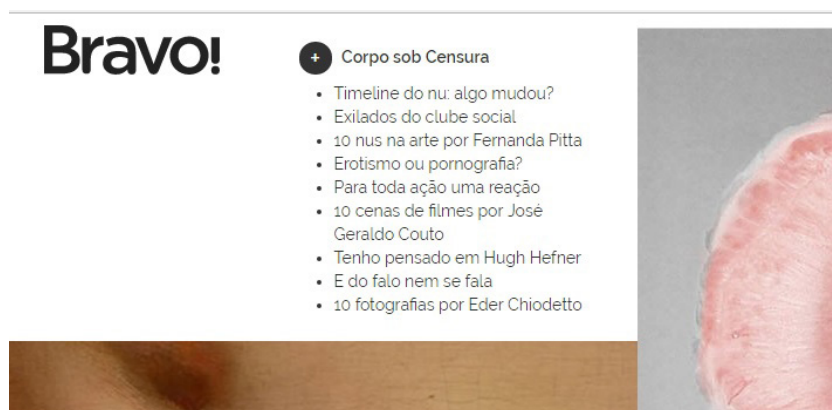 Bravo!
+ Corpo sob Censura
Timeline do nu: algo mudou?
Exilados do clube social
10 nus na arte por Fernanda Pitta
Erotismo ou pornografia?
Para toda ação uma reação
10 cenas de filmes por José
Geraldo Couto
Tenho pensado em Hugh Hefner
E do falo nem se fala
10 fotografias por Eder Chiodetto